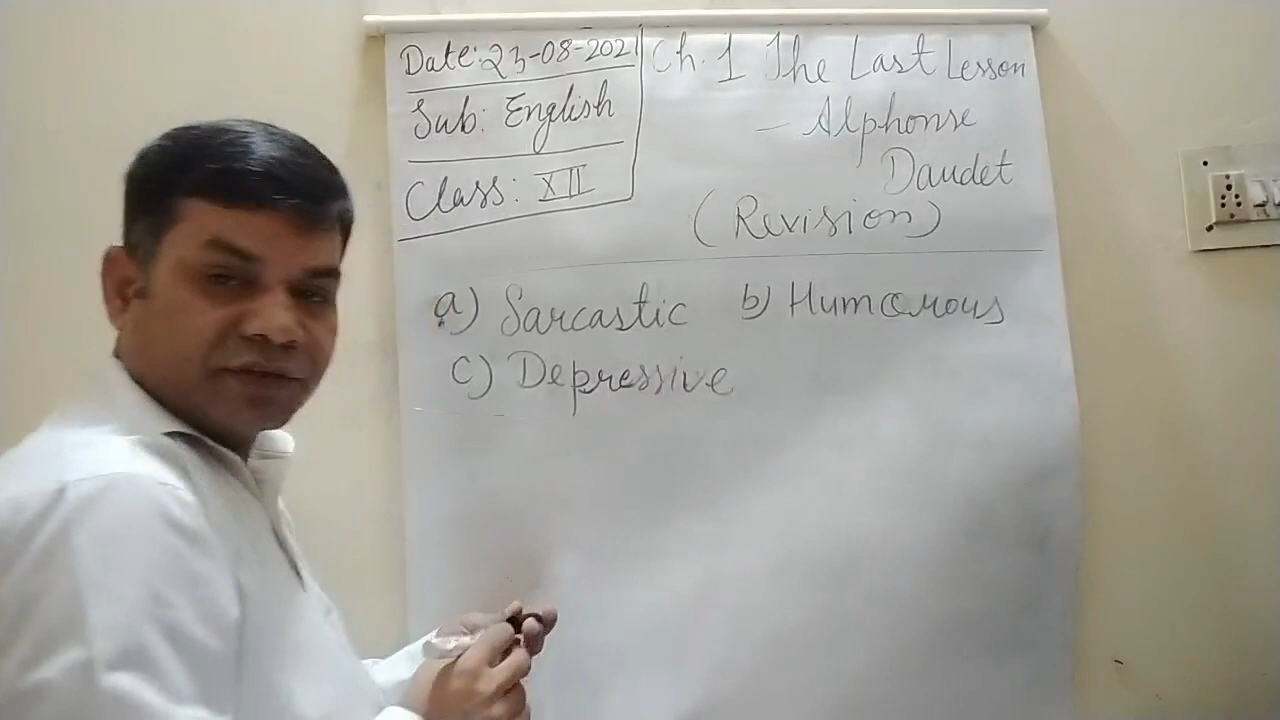 Date: 23-08-2021
Sub: English
Class: XII
Ch. 1 The Last Lesson
- Alphonse
Daudet
(Revision)
a) Sarcastic b) Humorous
c) Depressive